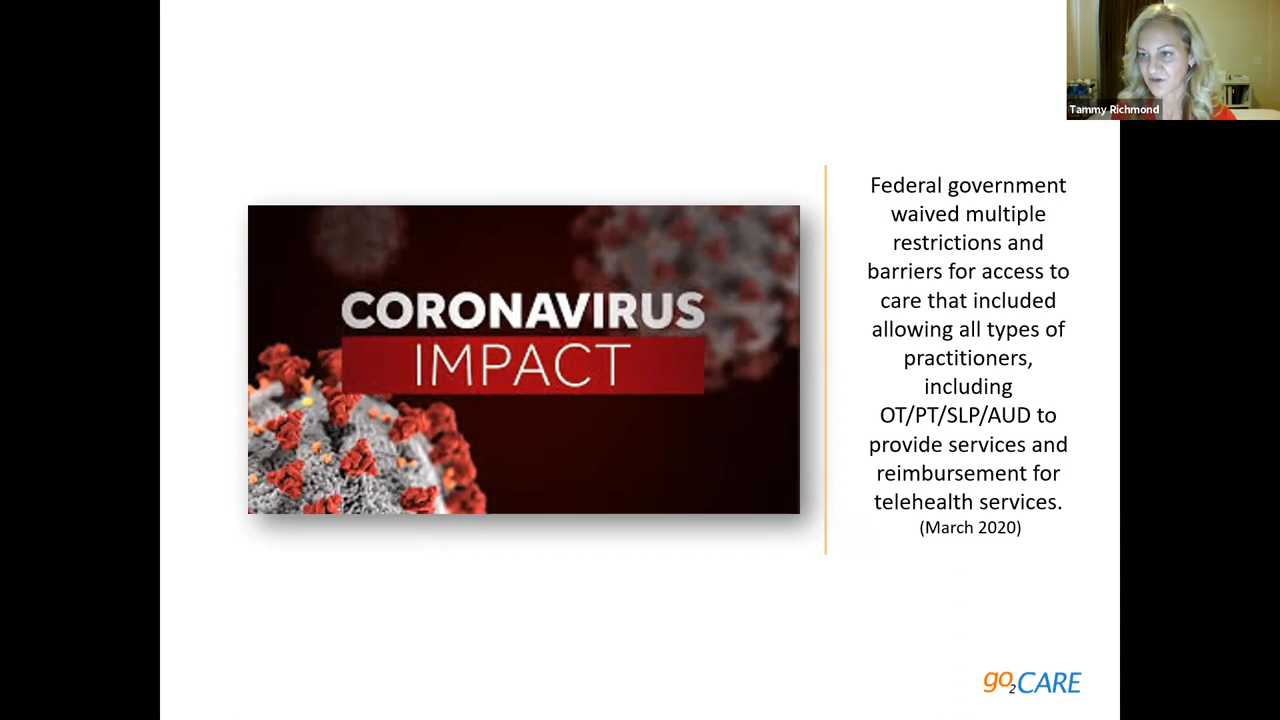 Tammy Richmond
CORONAVIRUS
IMPACT
Federal government
waived multiple
restrictions and
barriers for access to
care that included
allowing all types of
practitioners,
including
OT/PT/SLP/AUD to
provide services and
reimbursement for
telehealth services.
(March 2020)
go2CARE